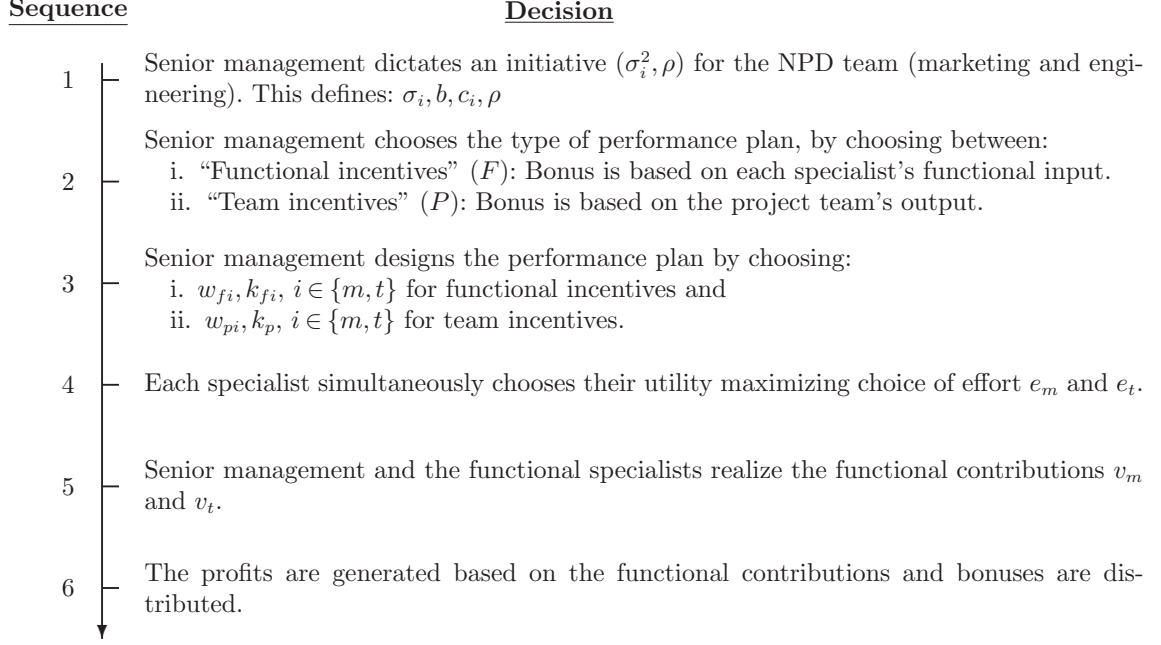 Sequence Decision
1 Senior management dictates an initiative (σ_i^2, ρ) for the NPD team (marketing and engi-
neering). This defines: σ_i, b, c_i, ρ
Senior management chooses the type of performance plan, by choosing between:
2 i. “Functional incentives” (F): Bonus is based on each specialist’s functional input.
ii. “Team incentives” (P): Bonus is based on the project team’s output.
Senior management designs the performance plan by choosing:
3 i. w_{fi}, k_{fi}, i ∈ {m, t} for functional incentives and
ii. w_{pi}, k_p, i ∈ {m, t} for team incentives.
4 Each specialist simultaneously chooses their utility maximizing choice of effort e_m and e_t.
5 Senior management and the functional specialists realize the functional contributions v_m
and v_t.
6 The profits are generated based on the functional contributions and bonuses are dis-
tributed.